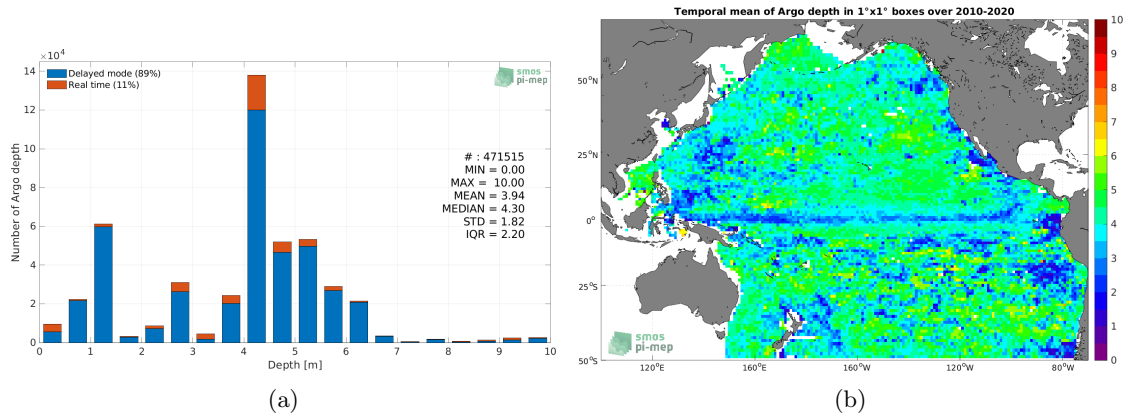 ×10⁴
Delayed mode (89%)
Real time (11%)
smos
pi-mep
14
12
10
8
6
4
2
0
Number of Argo depth
# : 471515
MIN = 0.00
MAX = 10.00
MEAN = 3.94
MEDIAN = 4.30
STD = 1.82
IQR = 2.20
0 1 2 3 4 5 6 7 8 9 10
Depth [m]
(a)
Temporal mean of Argo depth in 1°x1° boxes over 2010-2020
50°N
25°N
0°
25°S
50°S
120°E 160°E 160°W 120°W 80°W
smos
pi-mep
10
9
8
7
6
5
4
3
2
1
0
(b)